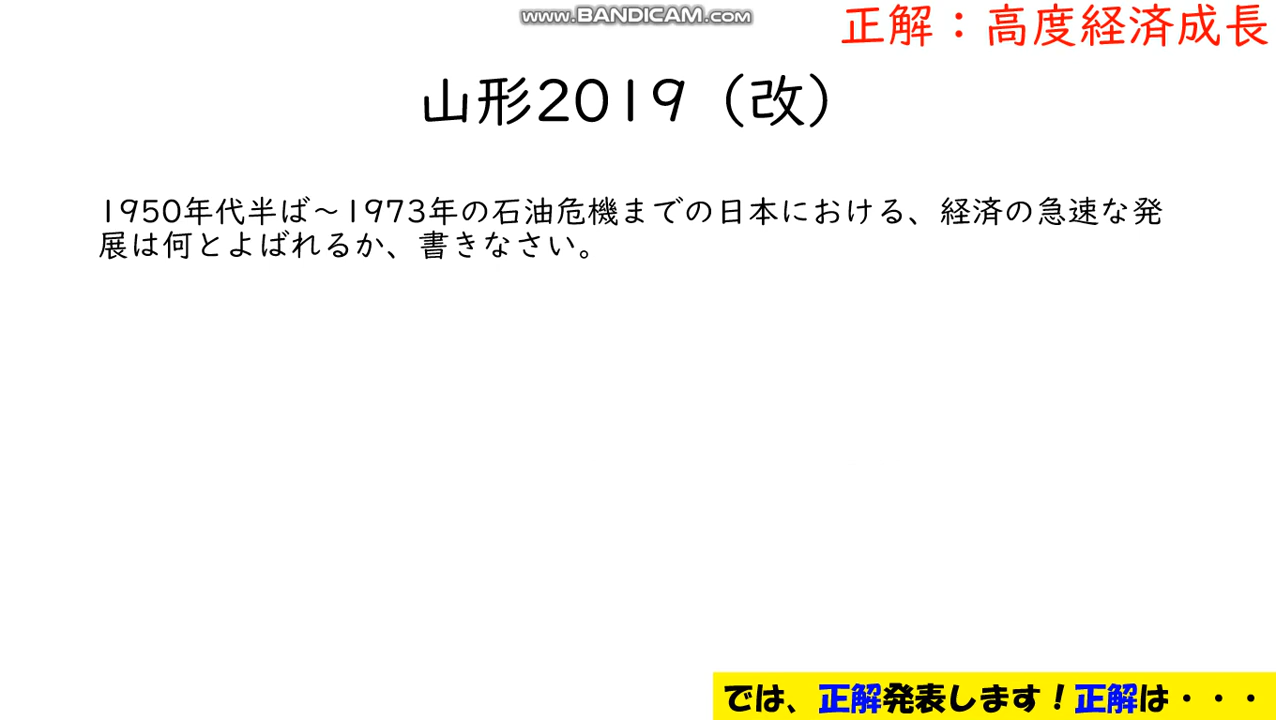 www.BANDICAM.com
正解：高度経済成長
山形2019（改）
1950年代半ば～1973年の石油危機までの日本における、経済の急速な発
展は何とよばれるか、書きなさい。
では、正解発表します！正解は・・・